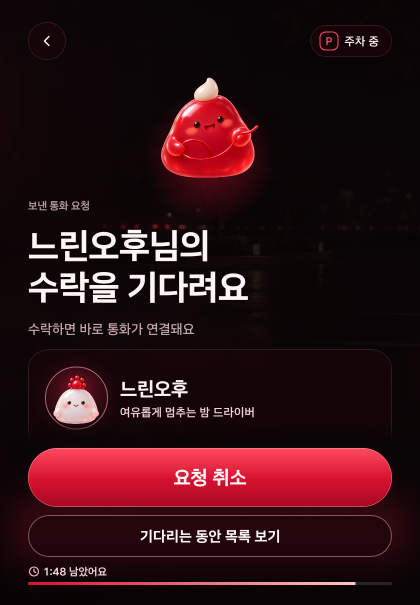 P 주차 중
보낸 통화 요청
느린오후님의
수락을 기다려요
수락하면 바로 통화가 연결돼요
느린오후
여유롭게 멈추는 밤 드라이버
요청 취소
기다리는 동안 목록 보기
1:48 남았어요